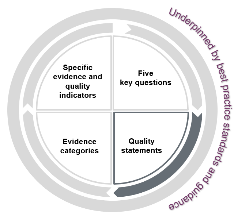 Specific
evidence and
quality
indicators
Five
key questions
Evidence
categories
Quality
statements
Underpinned by best practice standards and guidance